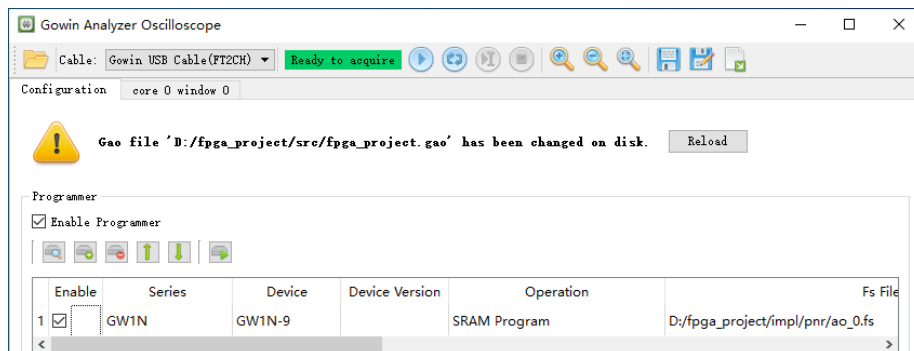 Gowin Analyzer Oscilloscope
Cable: Gowin USB Cable(FT2CH) Ready to acquire
Configuration core 0 window 0
Gao file 'D:/fpga_project/src/fpga_project.gao' has been changed on disk. Reload
Programmer
Enable Programmer
Enable Series Device Device Version Operation Fs File
1 GW1N GW1N-9 SRAM Program D:/fpga_project/impl/pnr/ao_0.fs